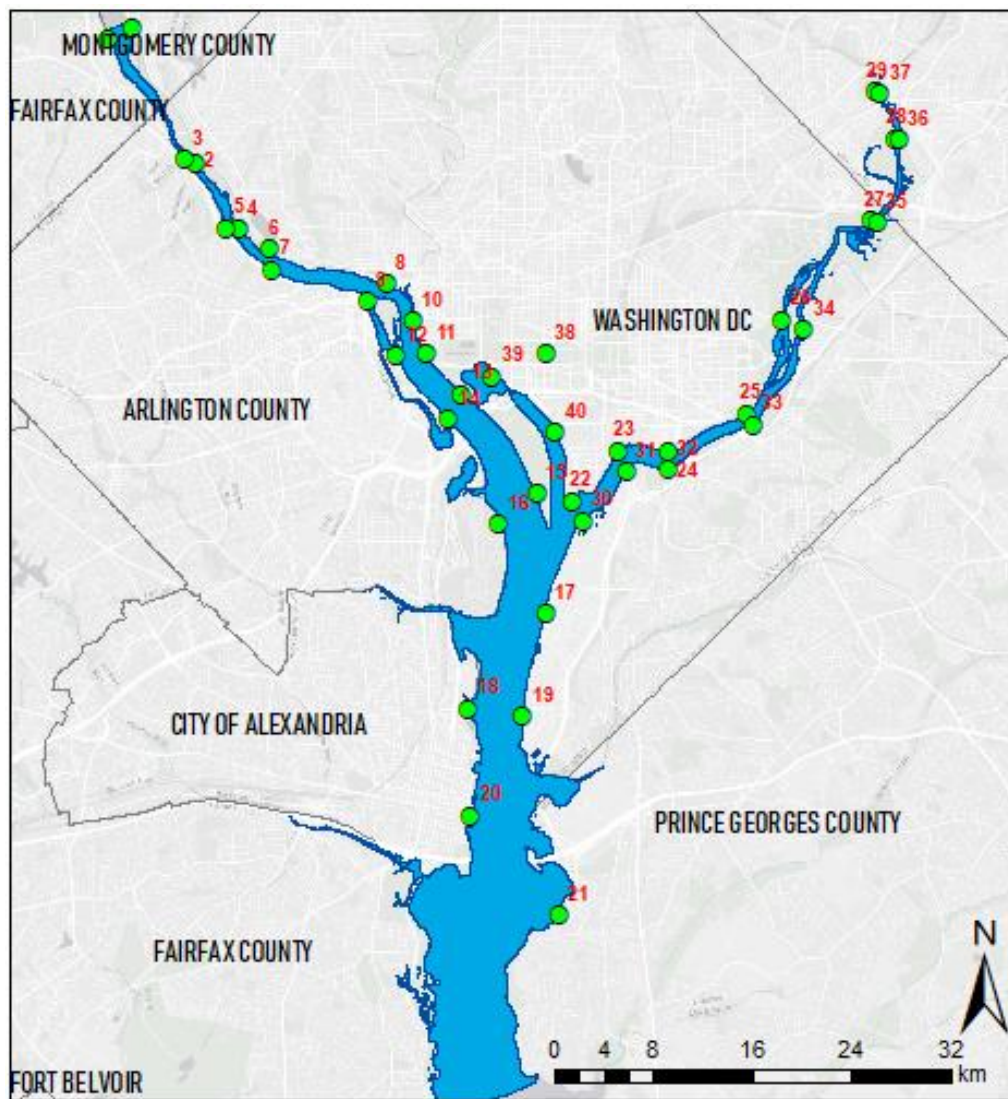 MONTGOMERY COUNTY
29 37
FAIRFAX COUNTY
28 36
3
2
5 4
27 35
6
7
8
9
10
26
34
WASHINGTON DC
12 11
38
39
13
14
ARLINGTON COUNTY
25
33
40
23
31 32
24
15 22
16
30
17
18
19
CITY OF ALEXANDRIA
20
PRINCE GEORGES COUNTY
21
FAIRFAX COUNTY
N
0 4 8 16 24 32
km
FORT BELVOIR